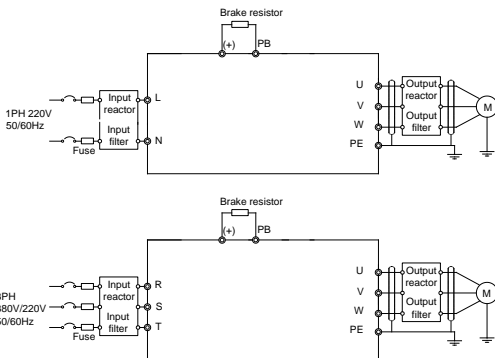 Brake resistor
(+) PB
1PH 220V
50/60Hz
Fuse
Input
reactor
Input
filter
L
N
U
V
W
PE
Output
reactor
Output
filter
M
Brake resistor
(+) PB
3PH
380V/220V
50/60Hz
Fuse
Input
reactor
Input
filter
R
S
T
U
V
W
PE
Output
reactor
Output
filter
M